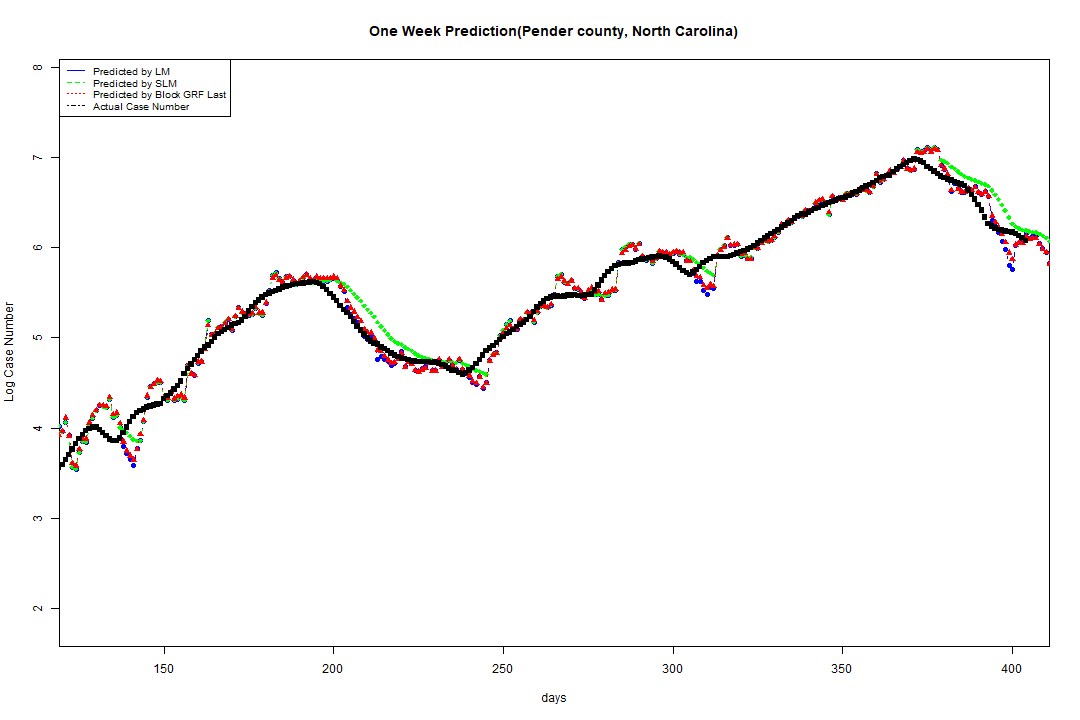 One Week Prediction(Pender county, North Carolina)
Predicted by LM
Predicted by SLM
Predicted by Block GRF Last
Actual Case Number
Log Case Number
8
7
6
5
4
3
2
150 200 250 300 350 400
days